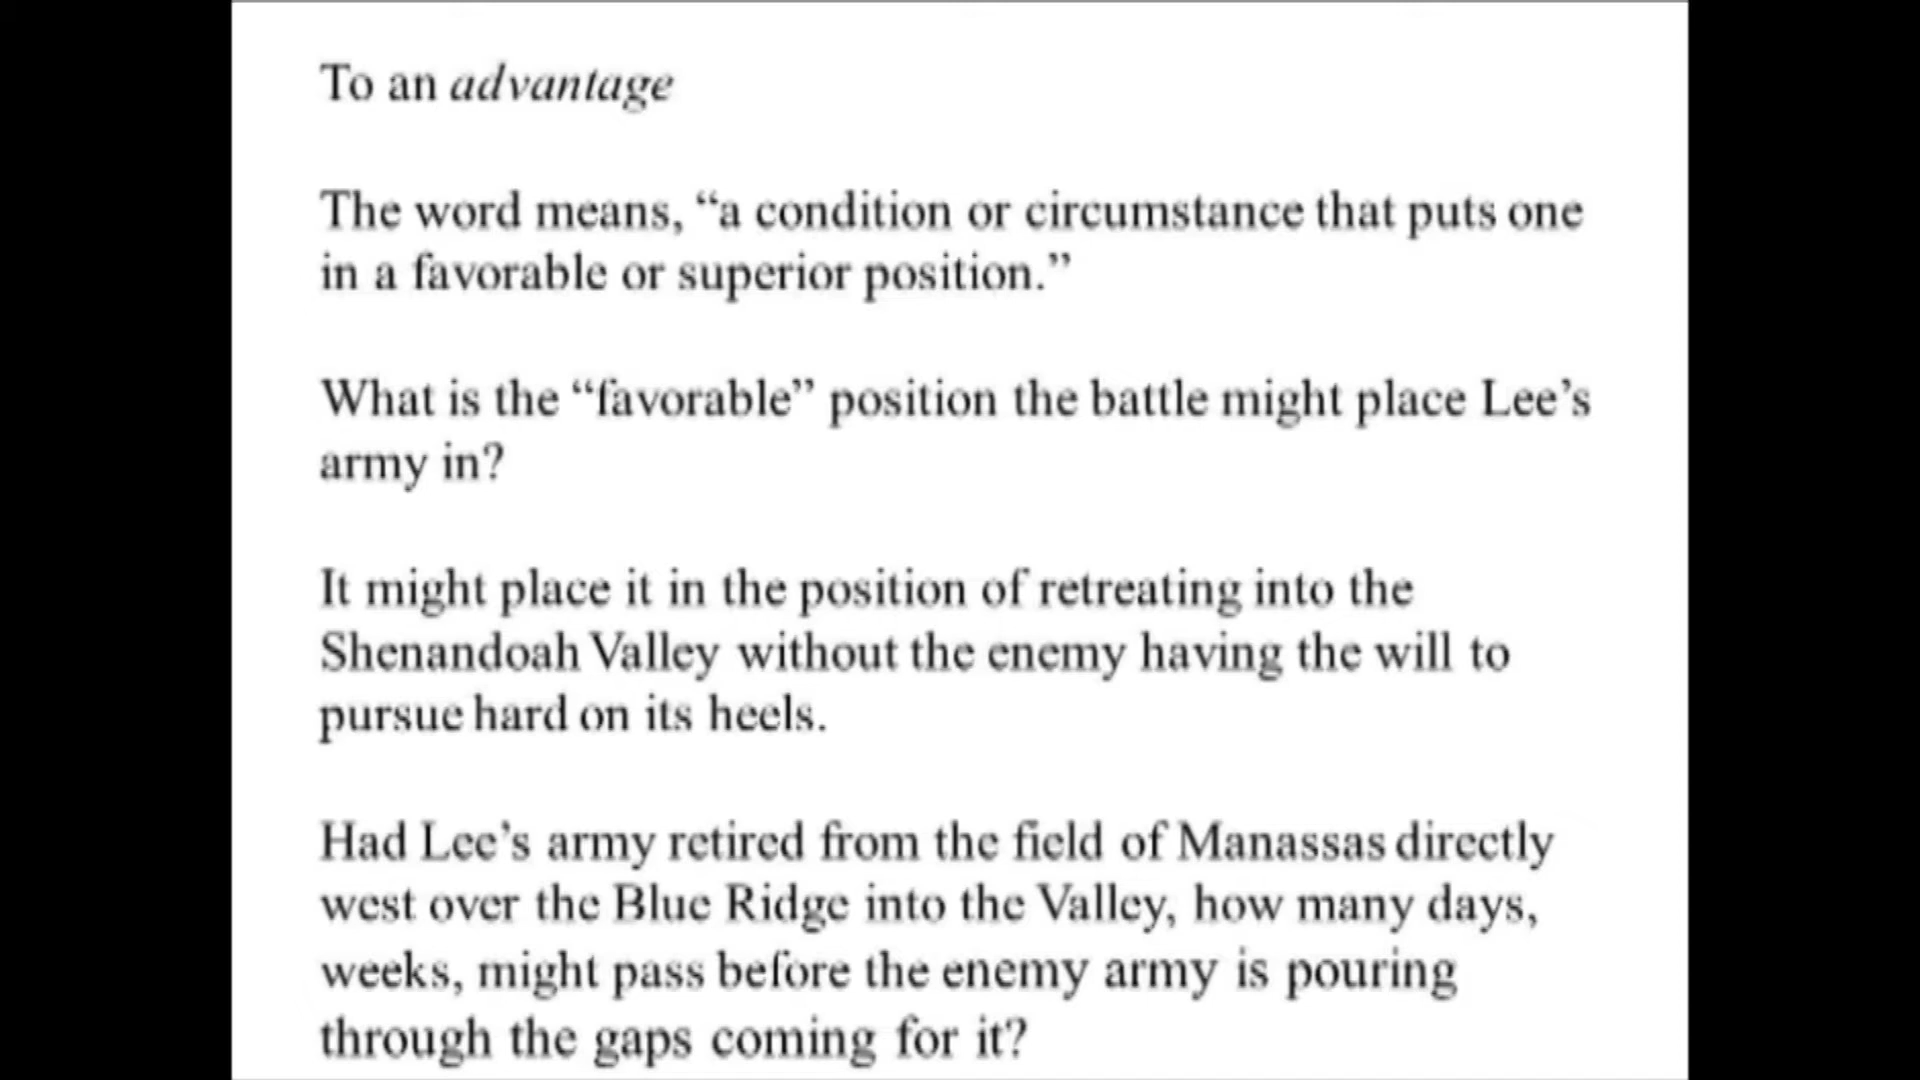 To an advantage
The word means, “a condition or circumstance that puts one
in a favorable or superior position.”
What is the “favorable” position the battle might place Lee’s
army in?
It might place it in the position of retreating into the
Shenandoah Valley without the enemy having the will to
pursue hard on its heels.
Had Lee’s army retired from the field of Manassas directly
west over the Blue Ridge into the Valley, how many days,
weeks, might pass before the enemy army is pouring
through the gaps coming for it?